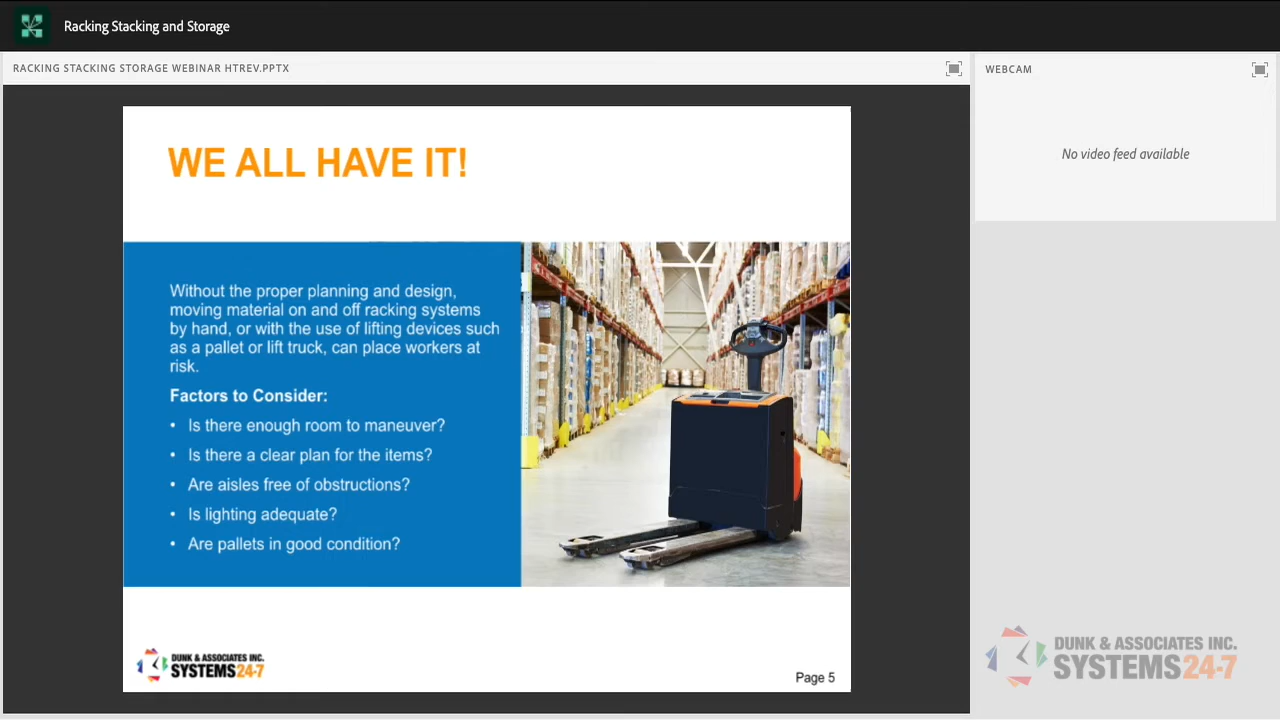 Racking Stacking and Storage
RACKING STACKING STORAGE WEBINAR HTREV.PPTX
WEBCAM
No video feed available
WE ALL HAVE IT!
Without the proper planning and design,
moving material on and off racking systems
by hand, or with the use of lifting devices such
as a pallet or lift truck, can place workers at
risk.
Factors to Consider:
• Is there enough room to maneuver?
• Is there a clear plan for the items?
• Are aisles free of obstructions?
• Is lighting adequate?
• Are pallets in good condition?
DUNK & ASSOCIATES INC.
SYSTEMS 24-7
Page 5
DUNK & ASSOCIATES INC.
SYSTEMS 24-7